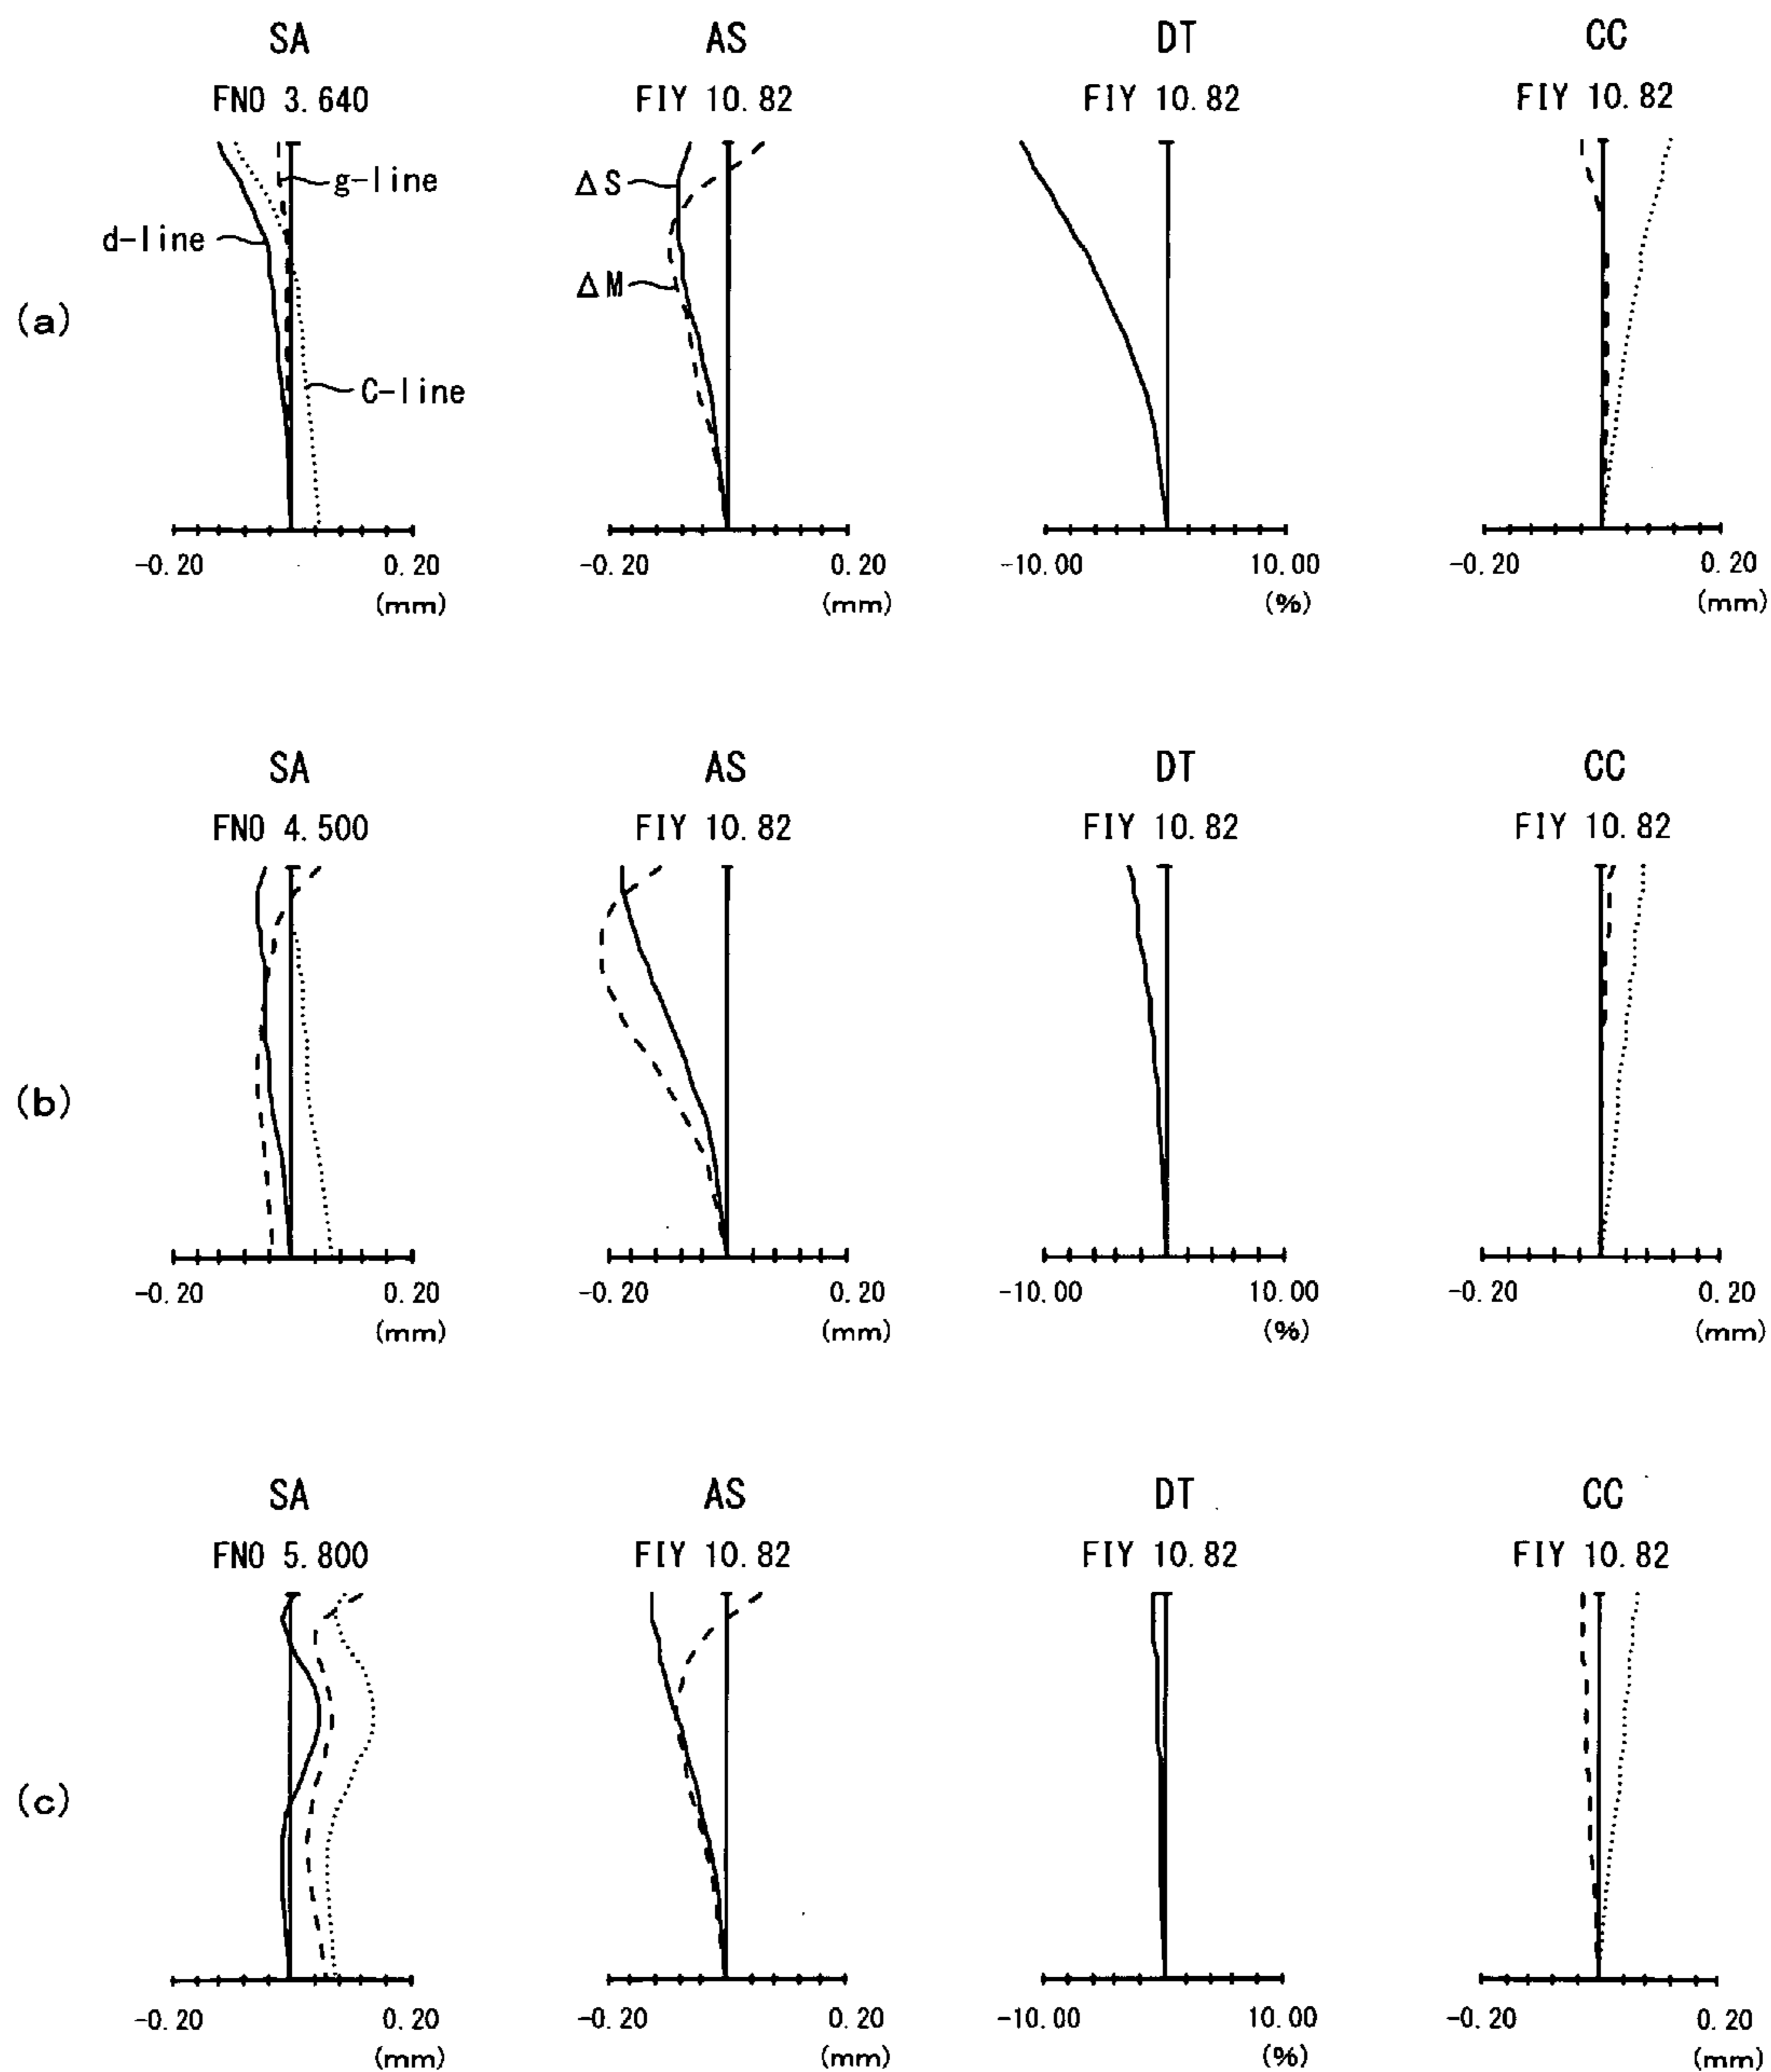 SA AS DT CC
FNO 3.640 FIY 10.82 FIY 10.82 FIY 10.82
g-line
ΔS
d-line
ΔM
(a)
C-line
-0.20 0.20 -0.20 0.20 -10.00 10.00 -0.20 0.20
(mm) (mm) (%) (mm)
SA AS DT CC
FNO 4.500 FIY 10.82 FIY 10.82 FIY 10.82
(b)
-0.20 0.20 -0.20 0.20 -10.00 10.00 -0.20 0.20
(mm) (mm) (%) (mm)
SA AS DT CC
FNO 5.800 FIY 10.82 FIY 10.82 FIY 10.82
(c)
-0.20 0.20 -0.20 0.20 -10.00 10.00 -0.20 0.20
(mm) (mm) (%) (mm)